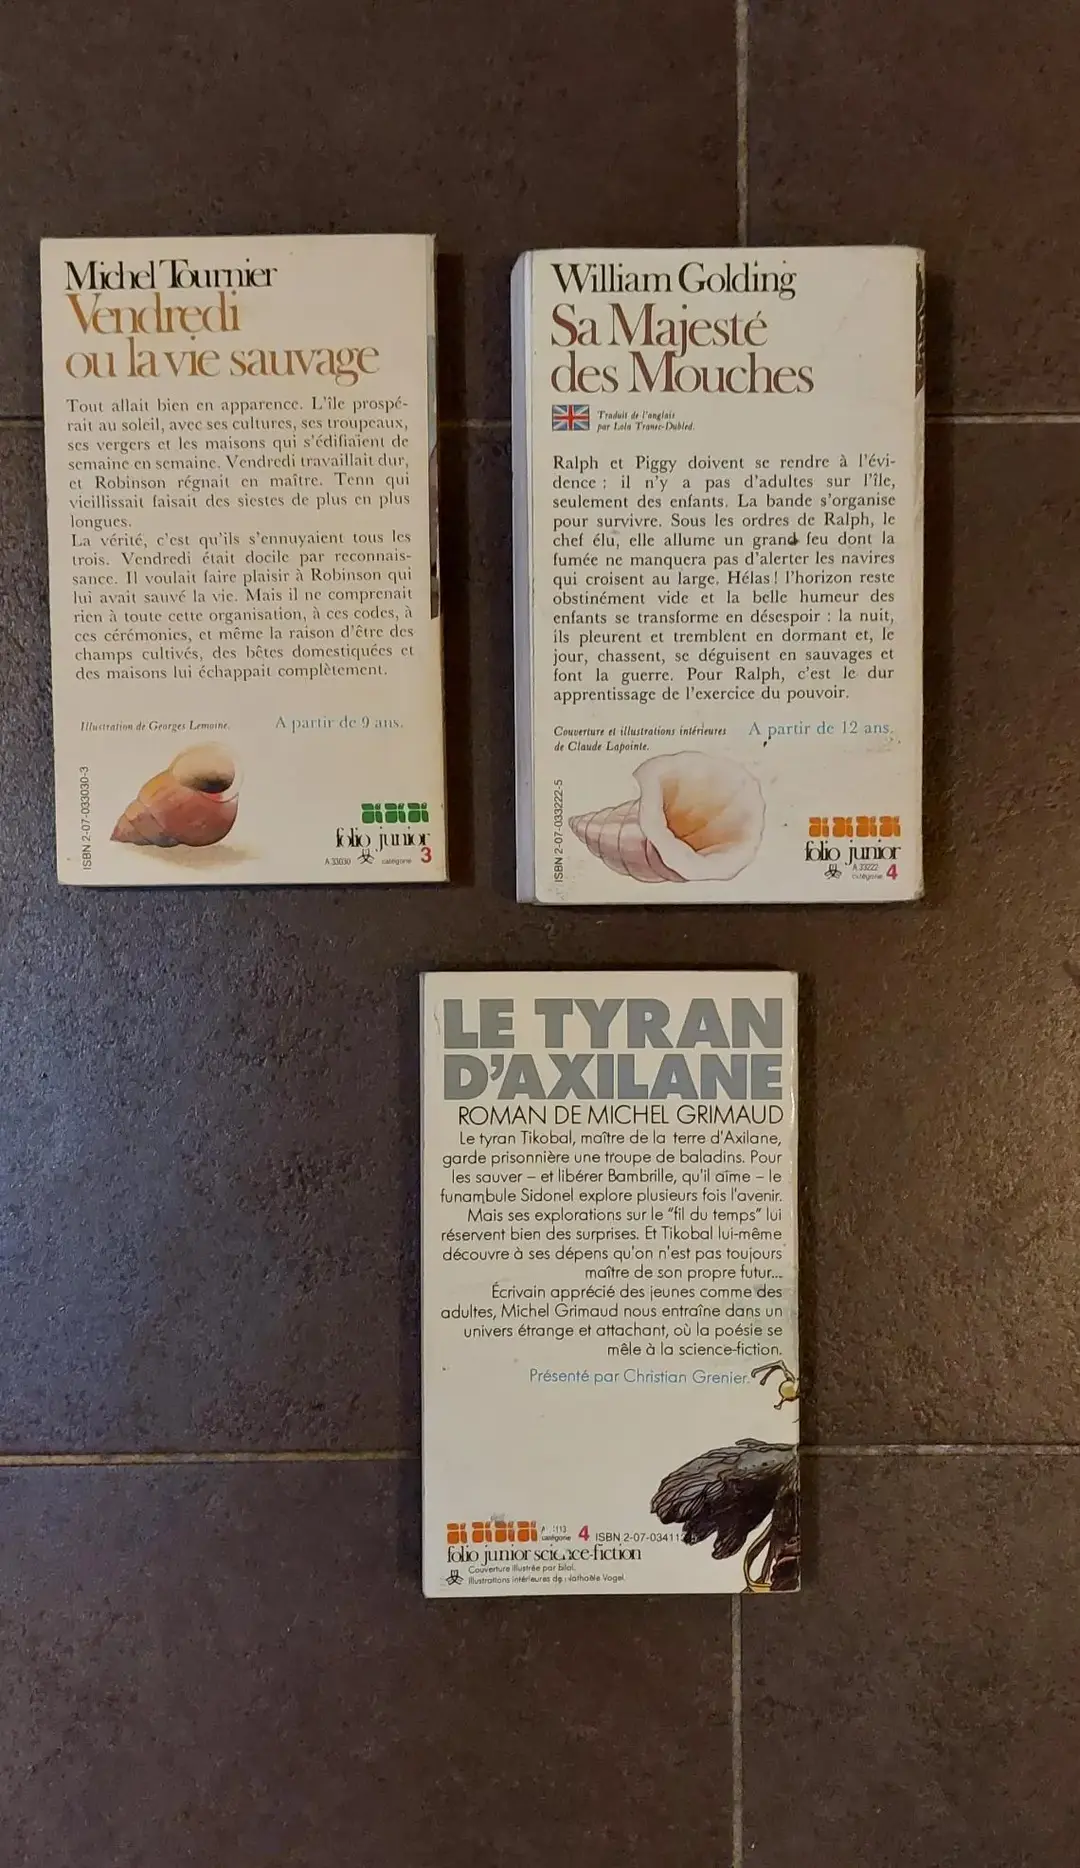 Michel Tournier
Vendredi
ou la vie sauvage
Tout allait bien en apparence. L'île prospé-
rait au soleil, avec ses cultures, ses troupeaux,
ses vergers et les maisons qui s'édifiaient de
semaine en semaine. Vendredi travaillait dur,
et Robinson régnait en maître. Tenn qui
vieillissait faisait des siestes de plus en plus
longues.
La vérité, c'est qu'ils s'ennuyaient tous les
trois. Vendredi était docile par reconnais-
sance. Il voulait faire plaisir à Robinson qui
lui avait sauvé la vie. Mais il ne comprenait
rien à toute cette organisation, à ces codes, à
ces cérémonies, et même la raison d'être des
champs cultivés, des bêtes domestiquées et
des maisons lui échappait complètement.
Illustration de Georges Lemoine.
A partir de 9 ans.
ISBN 2-07-033030-3
folio junior
A 33030 catégorie 3
William Golding
Sa Majesté
des Mouches
Traduit de l'anglais
par Lola Tranec-Dubled.
Ralph et Piggy doivent se rendre à l'évi-
dence : il n'y a pas d'adultes sur l'île,
seulement des enfants. La bande s'organise
pour survivre. Sous les ordres de Ralph, le
chef élu, elle allume un grand feu dont la
fumée ne manquera pas d'alerter les navires
qui croisent au large. Hélas ! l'horizon reste
obstinément vide et la belle humeur des
enfants se transforme en désespoir : la nuit,
ils pleurent et tremblent en dormant et, le
jour, chassent, se déguisent en sauvages et
font la guerre. Pour Ralph, c'est le dur
apprentissage de l'exercice du pouvoir.
Couverture et illustrations intérieures
de Claude Lapointe.
A partir de 12 ans.
ISBN 2-07-033222-5
folio junior
A 33222
catégorie 4
LE TYRAN
D'AXILANE
ROMAN DE MICHEL GRIMAUD
Le tyran Tikobal, maître de la terre d'Axilane,
garde prisonnière une troupe de baladins. Pour
les sauver – et libérer Bambrille, qu'il aime – le
funambule Sidonel explore plusieurs fois l'avenir.
Mais ses explorations sur le "fil du temps" lui
réservent bien des surprises. Et Tikobal lui-même
découvre à ses dépens qu'on n'est pas toujours
maître de son propre futur...
Écrivain apprécié des jeunes comme des
adultes, Michel Grimaud nous entraîne dans un
univers étrange et attachant, où la poésie se
mêle à la science-fiction.
Présenté par Christian Grenier.
catégorie 4 ISBN 2-07-03411
folio junior science-fiction
Couverture illustrée par bilal.
Illustrations intérieures de Nathaële Vogel.